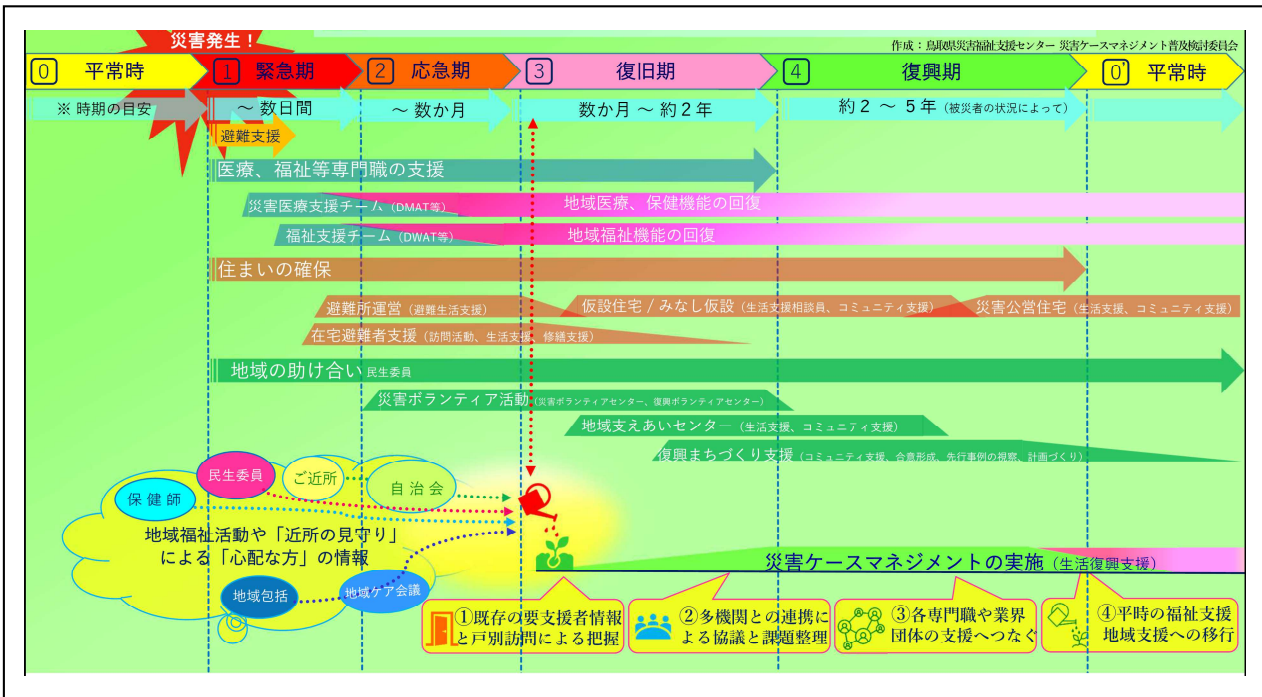 災害発生！
作成：鳥取県災害福祉支援センター 災害ケースマネジメント普及検討委員会
0 平常時
1 緊急期
2 応急期
3 復旧期
4 復興期
0' 平常時
※ 時期の目安
～ 数日間
～ 数か月
数か月 ～ 約２年
約２ ～ ５年（被災者の状況によって）
避難支援
医療、福祉等専門職の支援
災害医療支援チーム（DMAT等）
地域医療、保健機能の回復
福祉支援チーム（DWAT等）
地域福祉機能の回復
住まいの確保
避難所運営（避難生活支援）
仮設住宅 / みなし仮設（生活支援相談員、コミュニティ支援）
災害公営住宅（生活支援、コミュニティ支援）
在宅避難者支援（訪問活動、生活支援、修繕支援）
地域の助け合い 民生委員
災害ボランティア活動（災害ボランティアセンター、復興ボランティアセンター）
地域支えあいセンター（生活支援、コミュニティ支援）
復興まちづくり支援（コミュニティ支援、合意形成、先行事例の視察、計画づくり）
民生委員
ご近所
自治会
保健師
地域福祉活動や「近所の見守り」
による「心配な方」の情報
地域包括
地域ケア会議
災害ケースマネジメントの実施（生活復興支援）
①既存の要支援者情報
と戸別訪問による把握
②多機関との連携に
よる協議と課題整理
③各専門職や業界
団体の支援へつなぐ
④平時の福祉支援
地域支援への移行